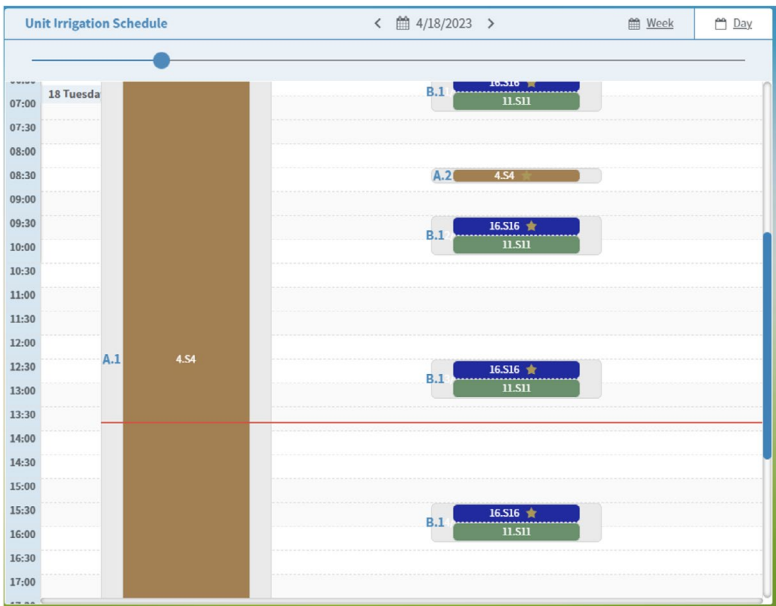 Unit Irrigation Schedule
4/18/2023
Week
Day
18 Tuesda
07:00
07:30
08:00
08:30
09:00
09:30
10:00
10:30
11:00
11:30
12:00
12:30
13:00
13:30
14:00
14:30
15:00
15:30
16:00
16:30
17:00
A.1
4.S4
B.1
16.S16
11.S11
A.2
4.S4
B.1
16.S16
11.S11
B.1
16.S16
11.S11
B.1
16.S16
11.S11